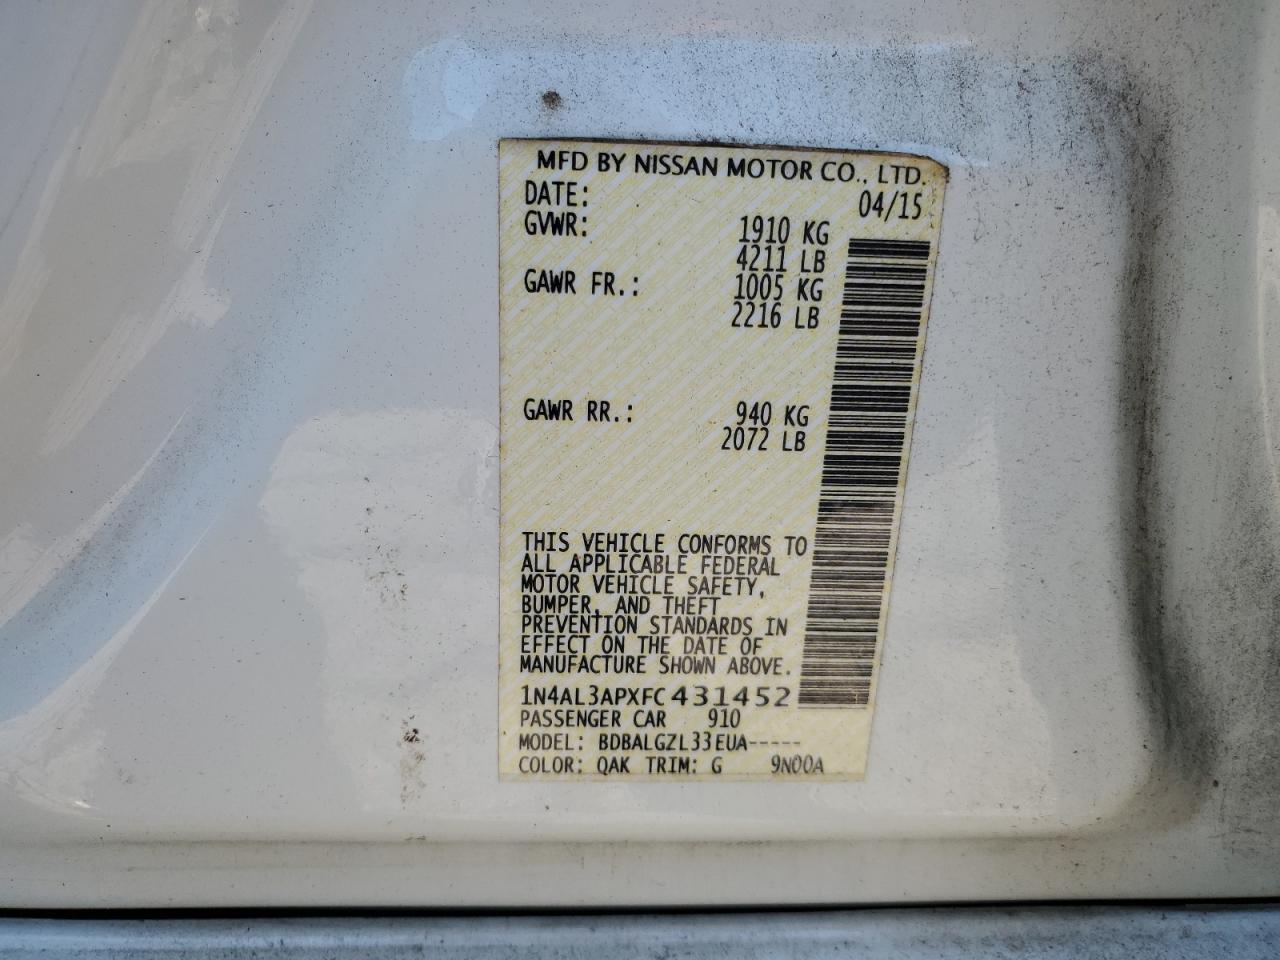 MFD BY NISSAN MOTOR CO., LTD.
DATE: 04/15
GVWR: 1910 KG
4211 LB
GAWR FR.: 1005 KG
2216 LB
GAWR RR.: 940 KG
2072 LB
THIS VEHICLE CONFORMS TO
ALL APPLICABLE FEDERAL
MOTOR VEHICLE SAFETY,
BUMPER, AND THEFT
PREVENTION STANDARDS IN
EFFECT ON THE DATE OF
MANUFACTURE SHOWN ABOVE.
1N4AL3APXFC431452
PASSENGER CAR 910
MODEL: BDBALGZL33EUA-----
COLOR: QAK TRIM: G 9N00A